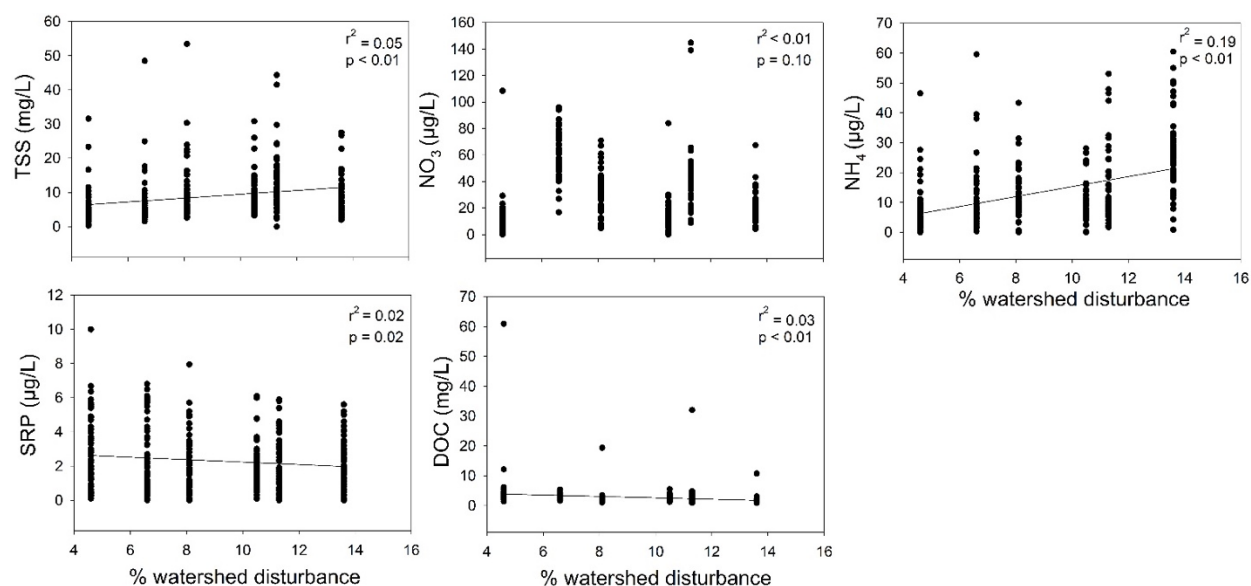 60
50
40
30
20
10
0
TSS (mg/L)
r² = 0.05
p < 0.01
160
140
120
100
80
60
40
20
0
NO₃ (µg/L)
r² < 0.01
p = 0.10
70
60
50
40
30
20
10
0
NH₄ (µg/L)
r² = 0.19
p < 0.01
4 6 8 10 12 14 16
% watershed disturbance
12
10
8
6
4
2
0
SRP (µg/L)
r² = 0.02
p = 0.02
4 6 8 10 12 14 16
% watershed disturbance
70
60
50
40
30
20
10
0
DOC (mg/L)
r² = 0.03
p < 0.01
4 6 8 10 12 14 16
% watershed disturbance